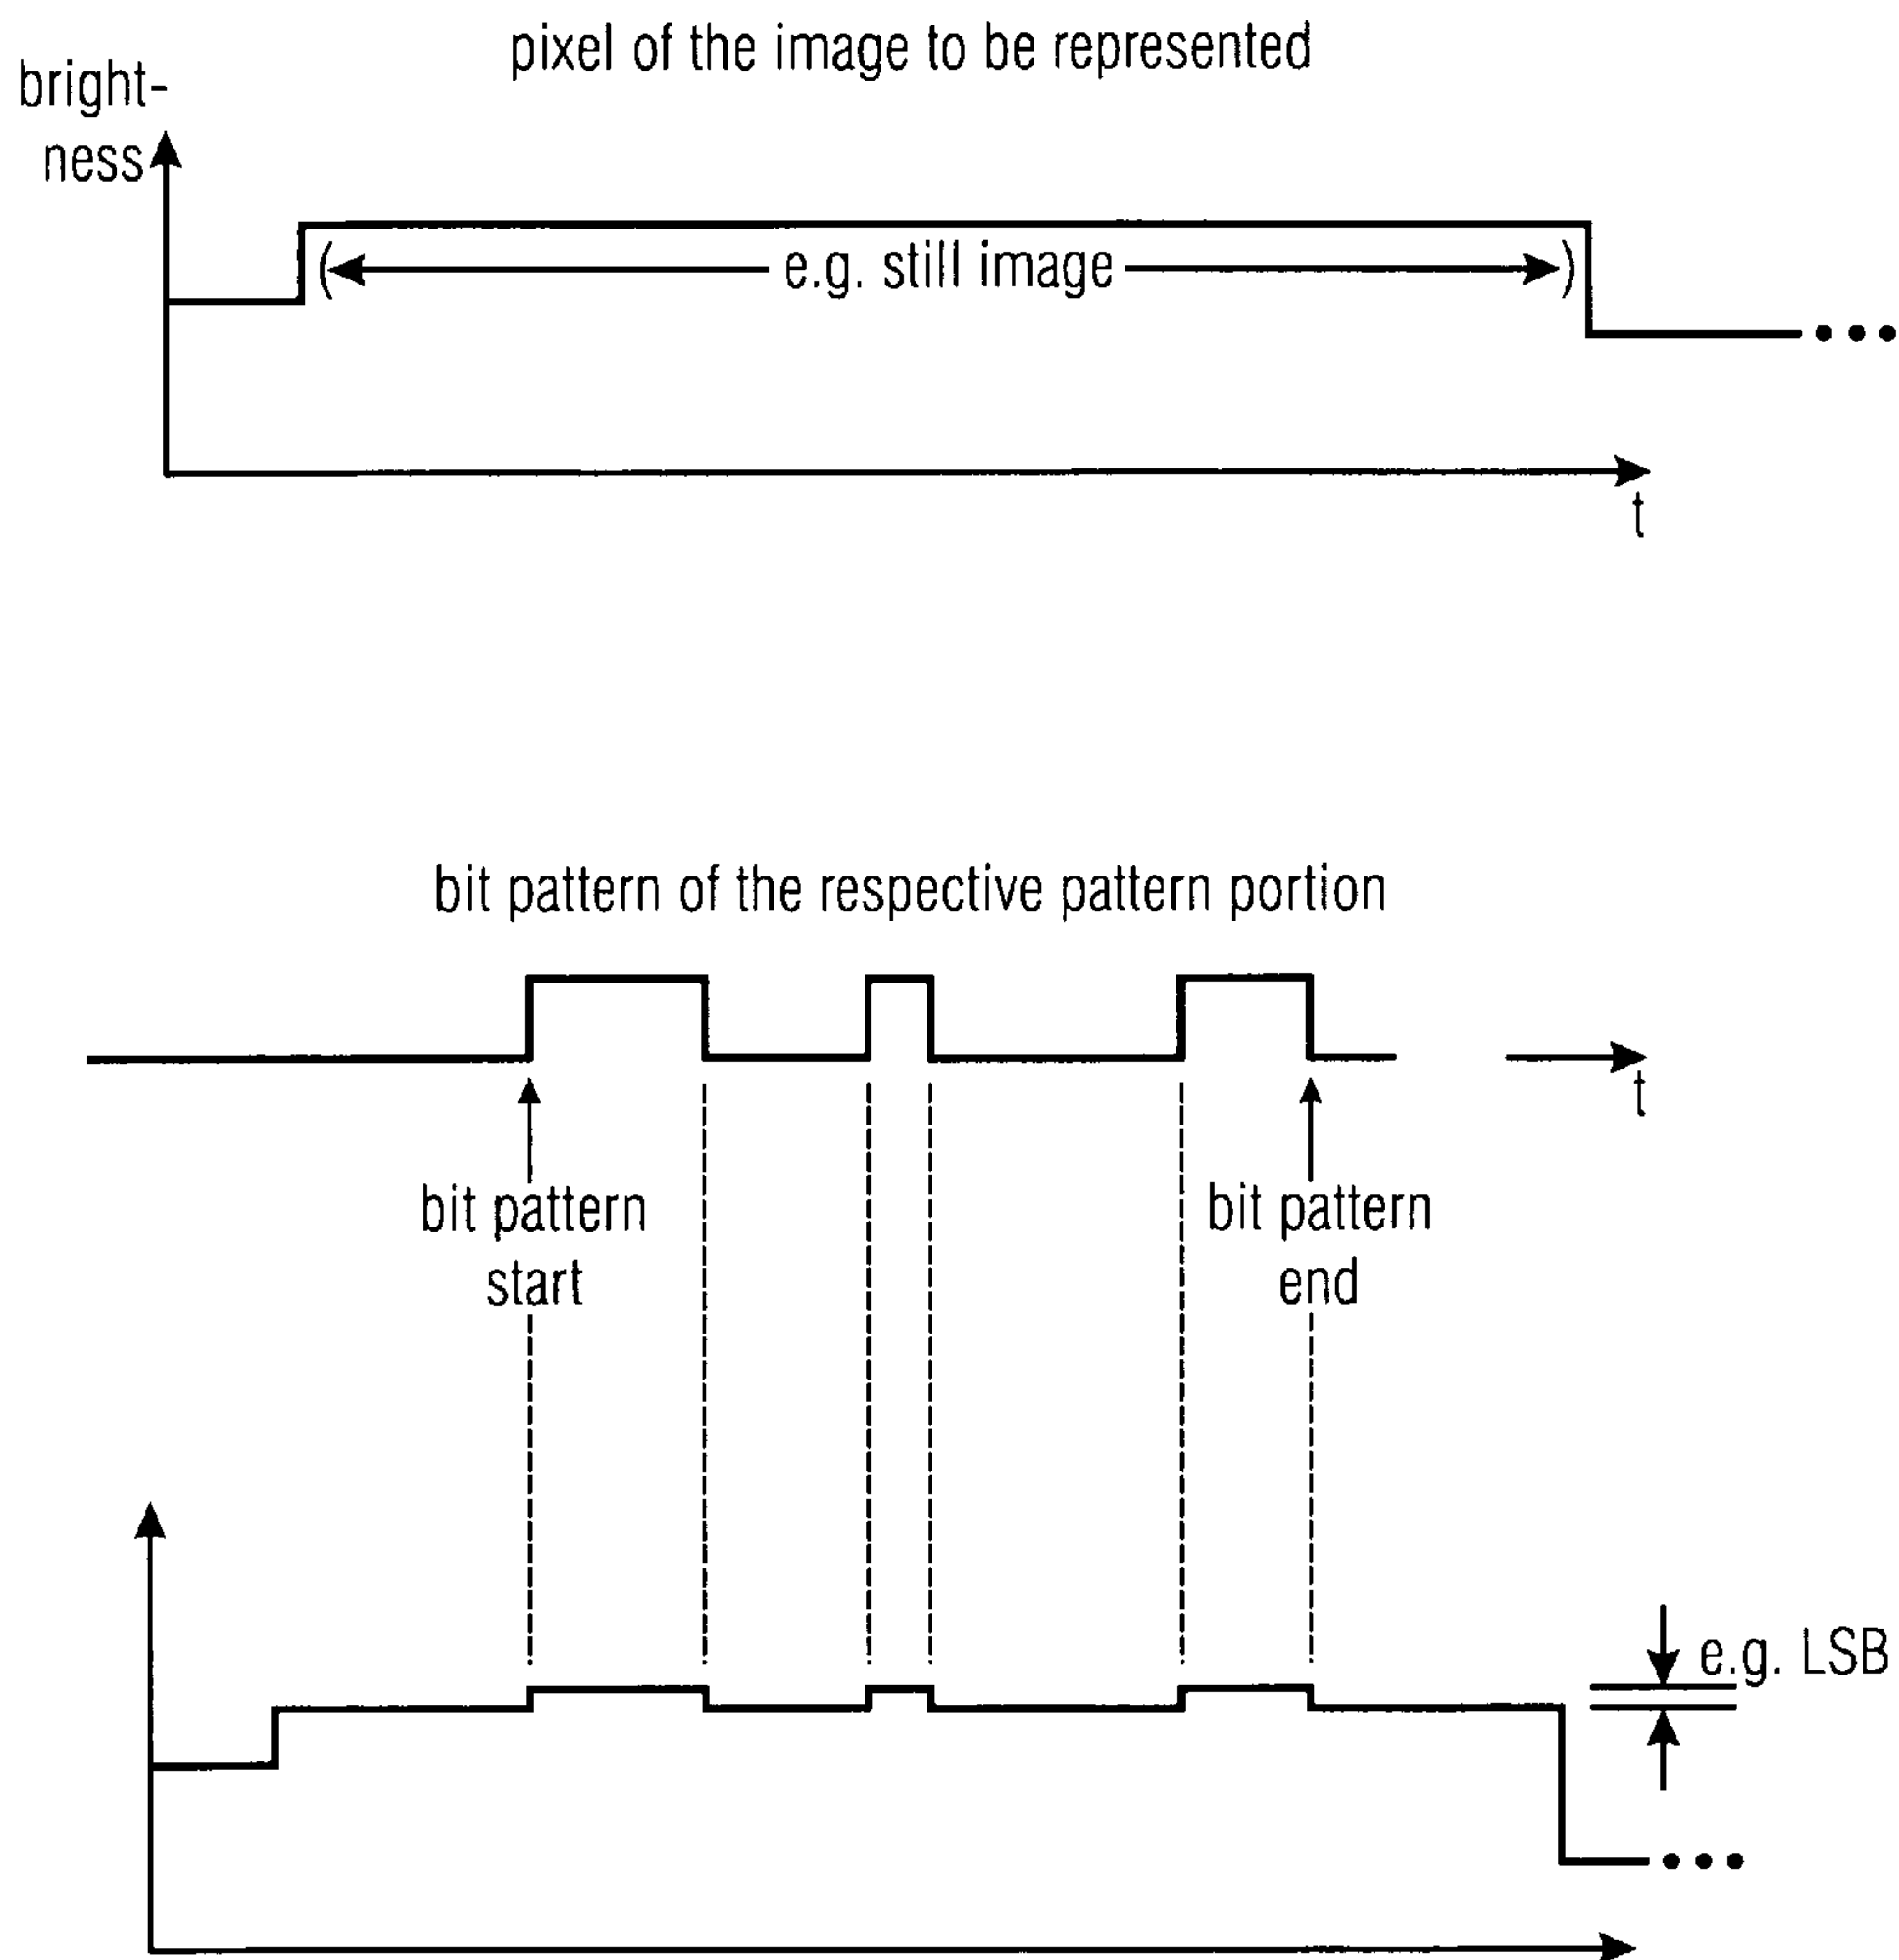 pixel of the image to be represented
bright-
ness
(e.g. still image)
t
bit pattern of the respective pattern portion
t
bit pattern
start
bit pattern
end
e.g. LSB